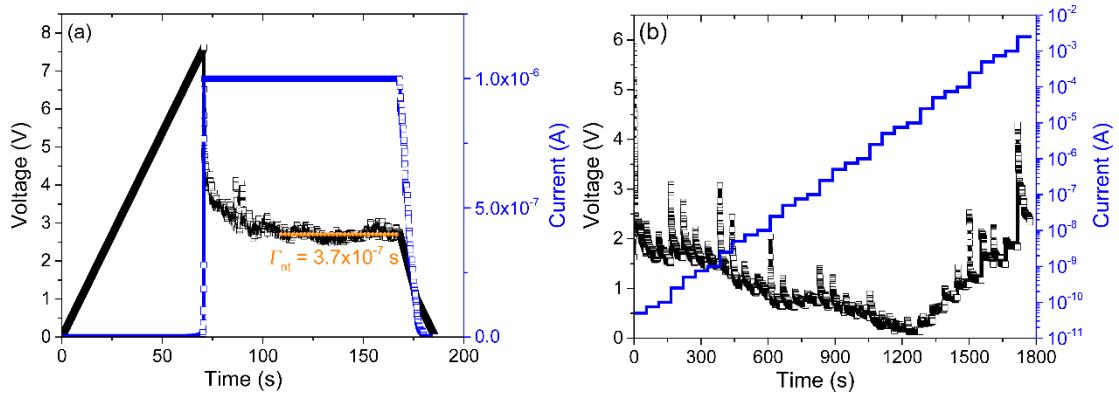 (a)
Voltage (V)
8
7
6
5
4
3
2
1
0
1.0x10-6
5.0x10-7
0.0
Current (A)
Γnt = 3.7x10-7 s
0 50 100 150 200
Time (s)
(b)
Voltage (V)
6
5
4
3
2
1
0
10-2
10-3
10-4
10-5
10-6
10-7
10-8
10-9
10-10
10-11
Current (A)
0 300 600 900 1200 1500 1800
Time (s)